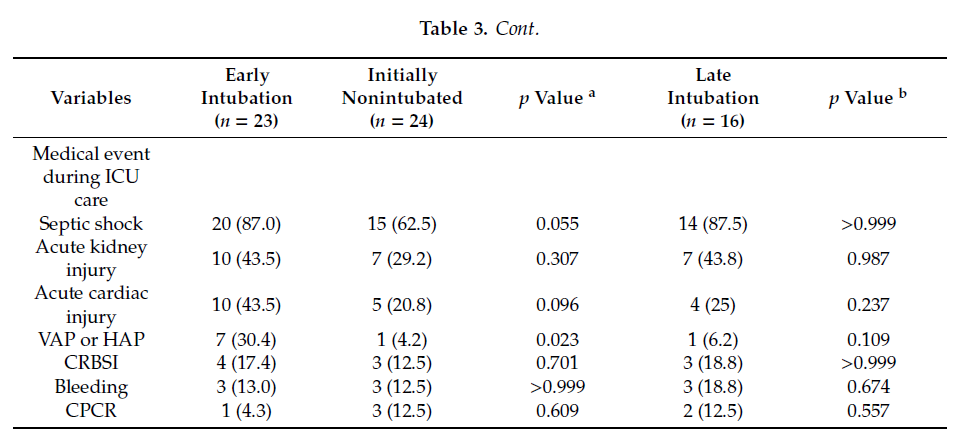 Table 3. Cont.
Variables Early Intubation (n = 23) Initially Nonintubated (n = 24) p Value a Late Intubation (n = 16) p Value b
Medical event during ICU care
Septic shock 20 (87.0) 15 (62.5) 0.055 14 (87.5) >0.999
Acute kidney injury 10 (43.5) 7 (29.2) 0.307 7 (43.8) 0.987
Acute cardiac injury 10 (43.5) 5 (20.8) 0.096 4 (25) 0.237
VAP or HAP 7 (30.4) 1 (4.2) 0.023 1 (6.2) 0.109
CRBSI 4 (17.4) 3 (12.5) 0.701 3 (18.8) >0.999
Bleeding 3 (13.0) 3 (12.5) >0.999 3 (18.8) 0.674
CPCR 1 (4.3) 3 (12.5) 0.609 2 (12.5) 0.557